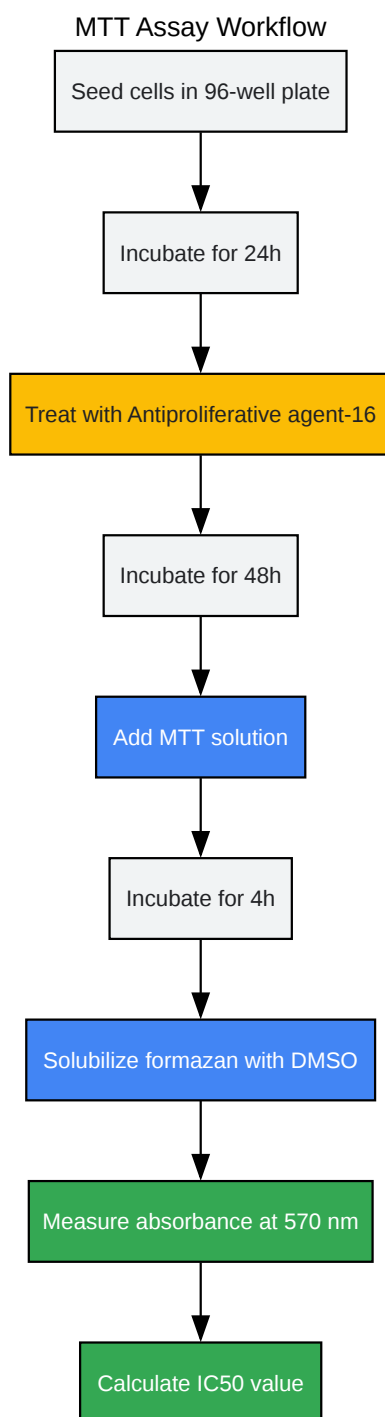 MTT Assay Workflow
Seed cells in 96-well plate
Incubate for 24h
Treat with Antiproliferative agent-16
Incubate for 48h
Add MTT solution
Incubate for 4h
Solubilize formazan with DMSO
Measure absorbance at 570 nm
Calculate IC50 value